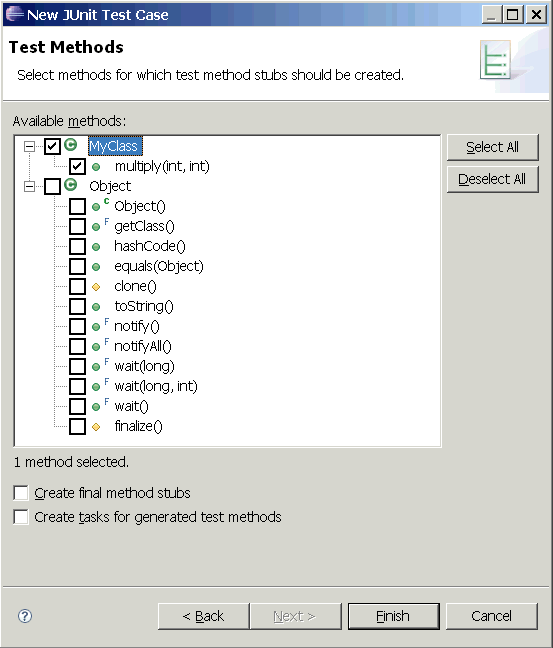 New JUnit Test Case
Test Methods
Select methods for which test method stubs should be created.
Available methods:
MyClass
multiply(int, int)
Object
C Object()
F getClass()
hashCode()
equals(Object)
clone()
toString()
F notify()
F notifyAll()
F wait(long)
F wait(long, int)
F wait()
finalize()
Select All
Deselect All
1 method selected.
Create final method stubs
Create tasks for generated test methods
? < Back Next > Finish Cancel